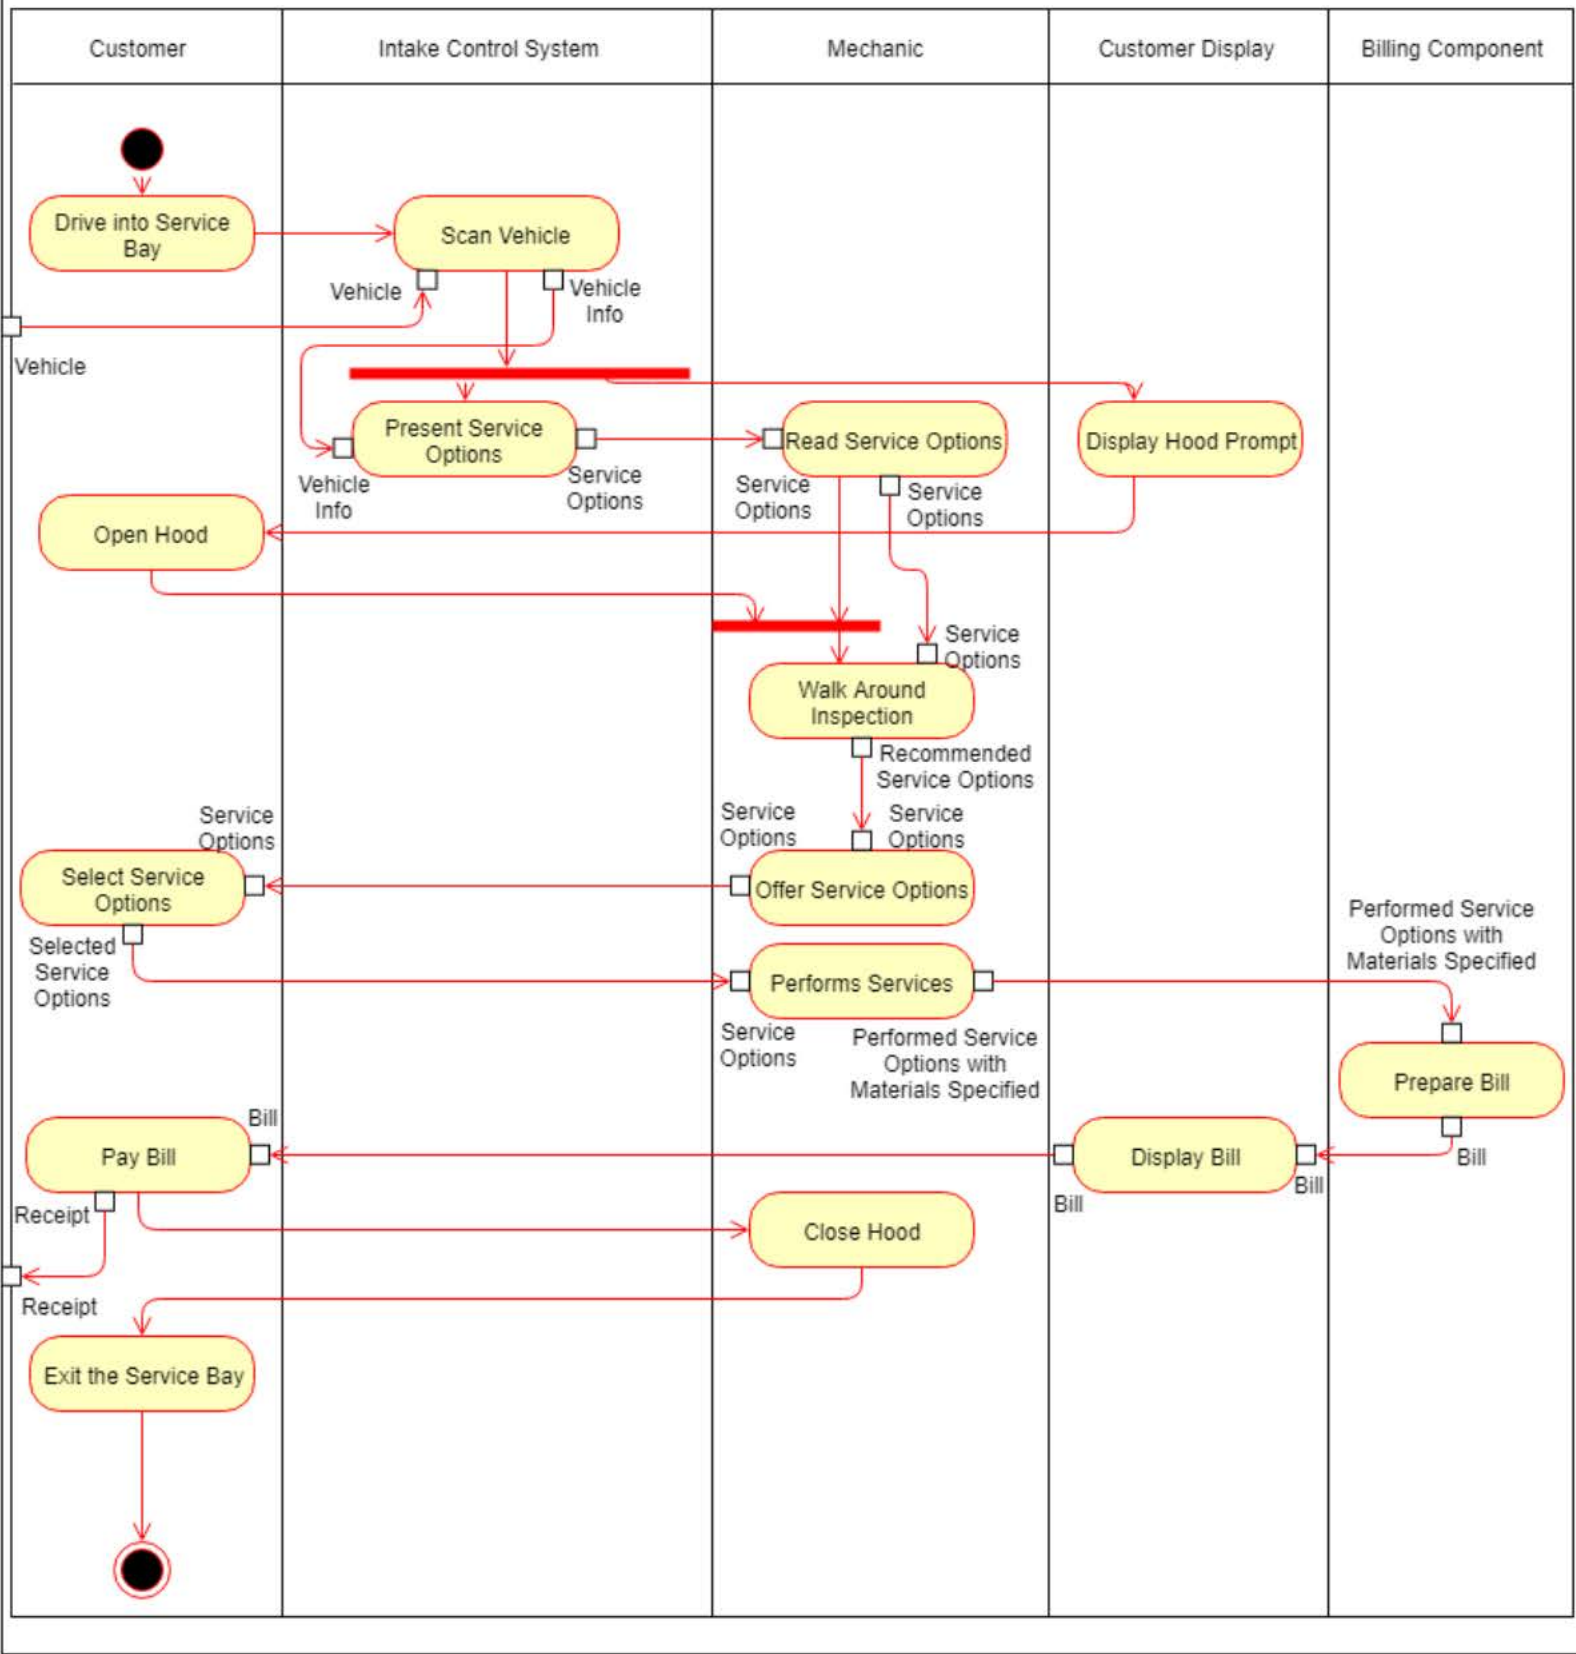 Customer
Intake Control System
Mechanic
Customer Display
Billing Component
Drive into Service
Bay
Scan Vehicle
Vehicle
Vehicle
Info
Vehicle
Present Service
Options
Read Service Options
Display Hood Prompt
Vehicle
Info
Service
Options
Service
Options
Service
Options
Open Hood
Service
Options
Walk Around
Inspection
Recommended
Service Options
Service
Options
Service
Options
Service
Options
Select Service
Options
Offer Service Options
Performed Service
Options with
Materials Specified
Selected
Service
Options
Performs Services
Service
Options
Performed Service
Options with
Materials Specified
Prepare Bill
Bill
Pay Bill
Display Bill
Bill
Bill
Bill
Receipt
Close Hood
Receipt
Exit the Service Bay